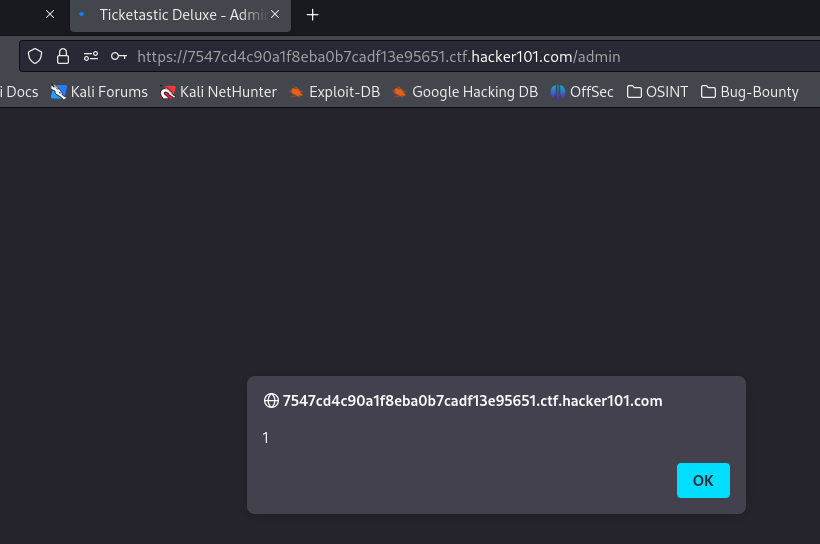 Ticketastic Deluxe - Admi
https://7547cd4c90a1f8eba0b7cadf13e95651.ctf.hacker101.com/admin
i Docs Kali Forums Kali NetHunter Exploit-DB Google Hacking DB OffSec OSINT Bug-Bounty
7547cd4c90a1f8eba0b7cadf13e95651.ctf.hacker101.com
1
OK